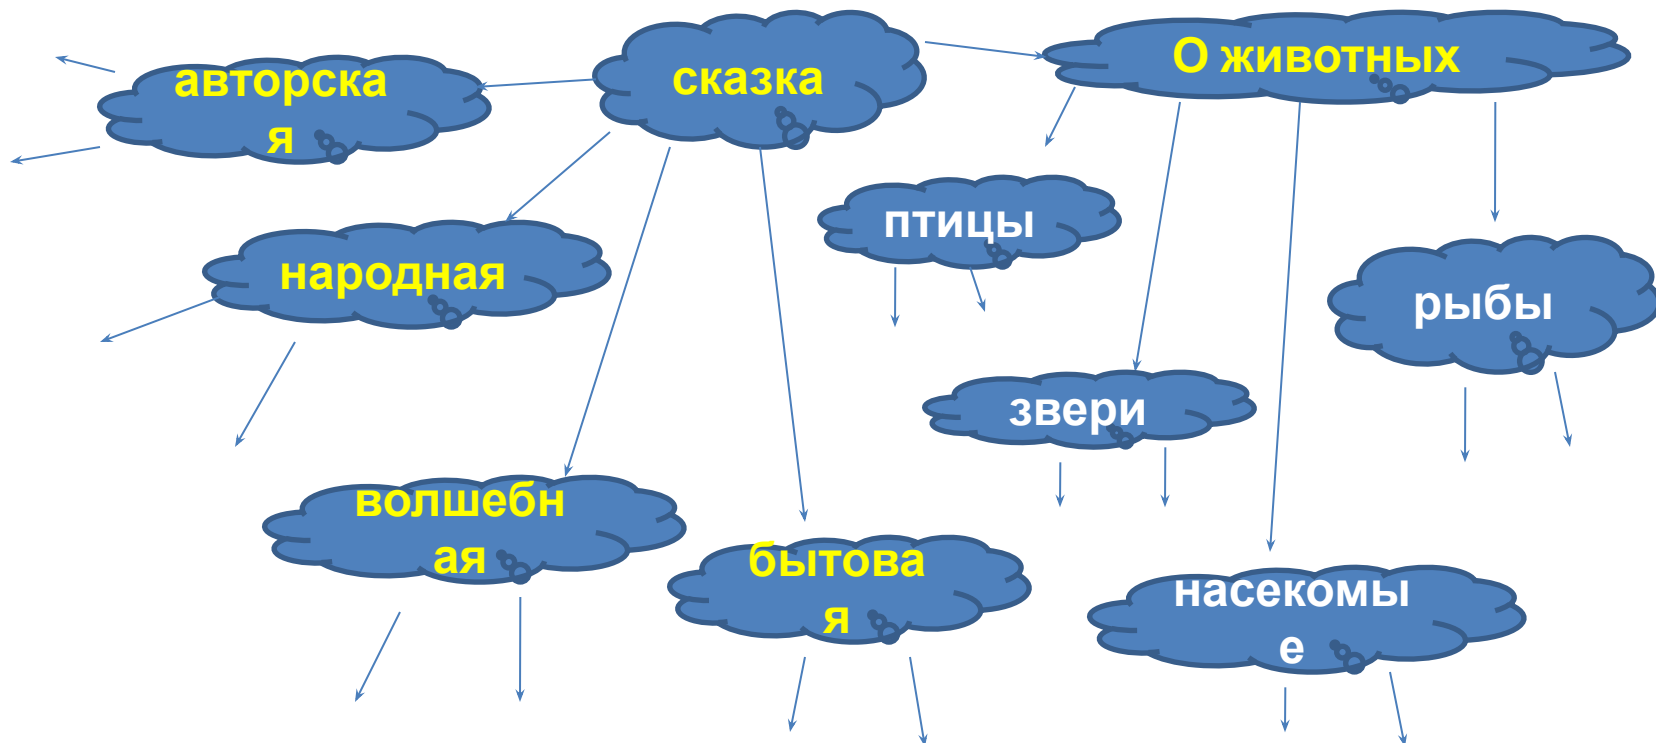 сказка
О животных
авторска
я
птицы
народная
рыбы
звери
волшебн
ая
бытова
я
насекомы
е